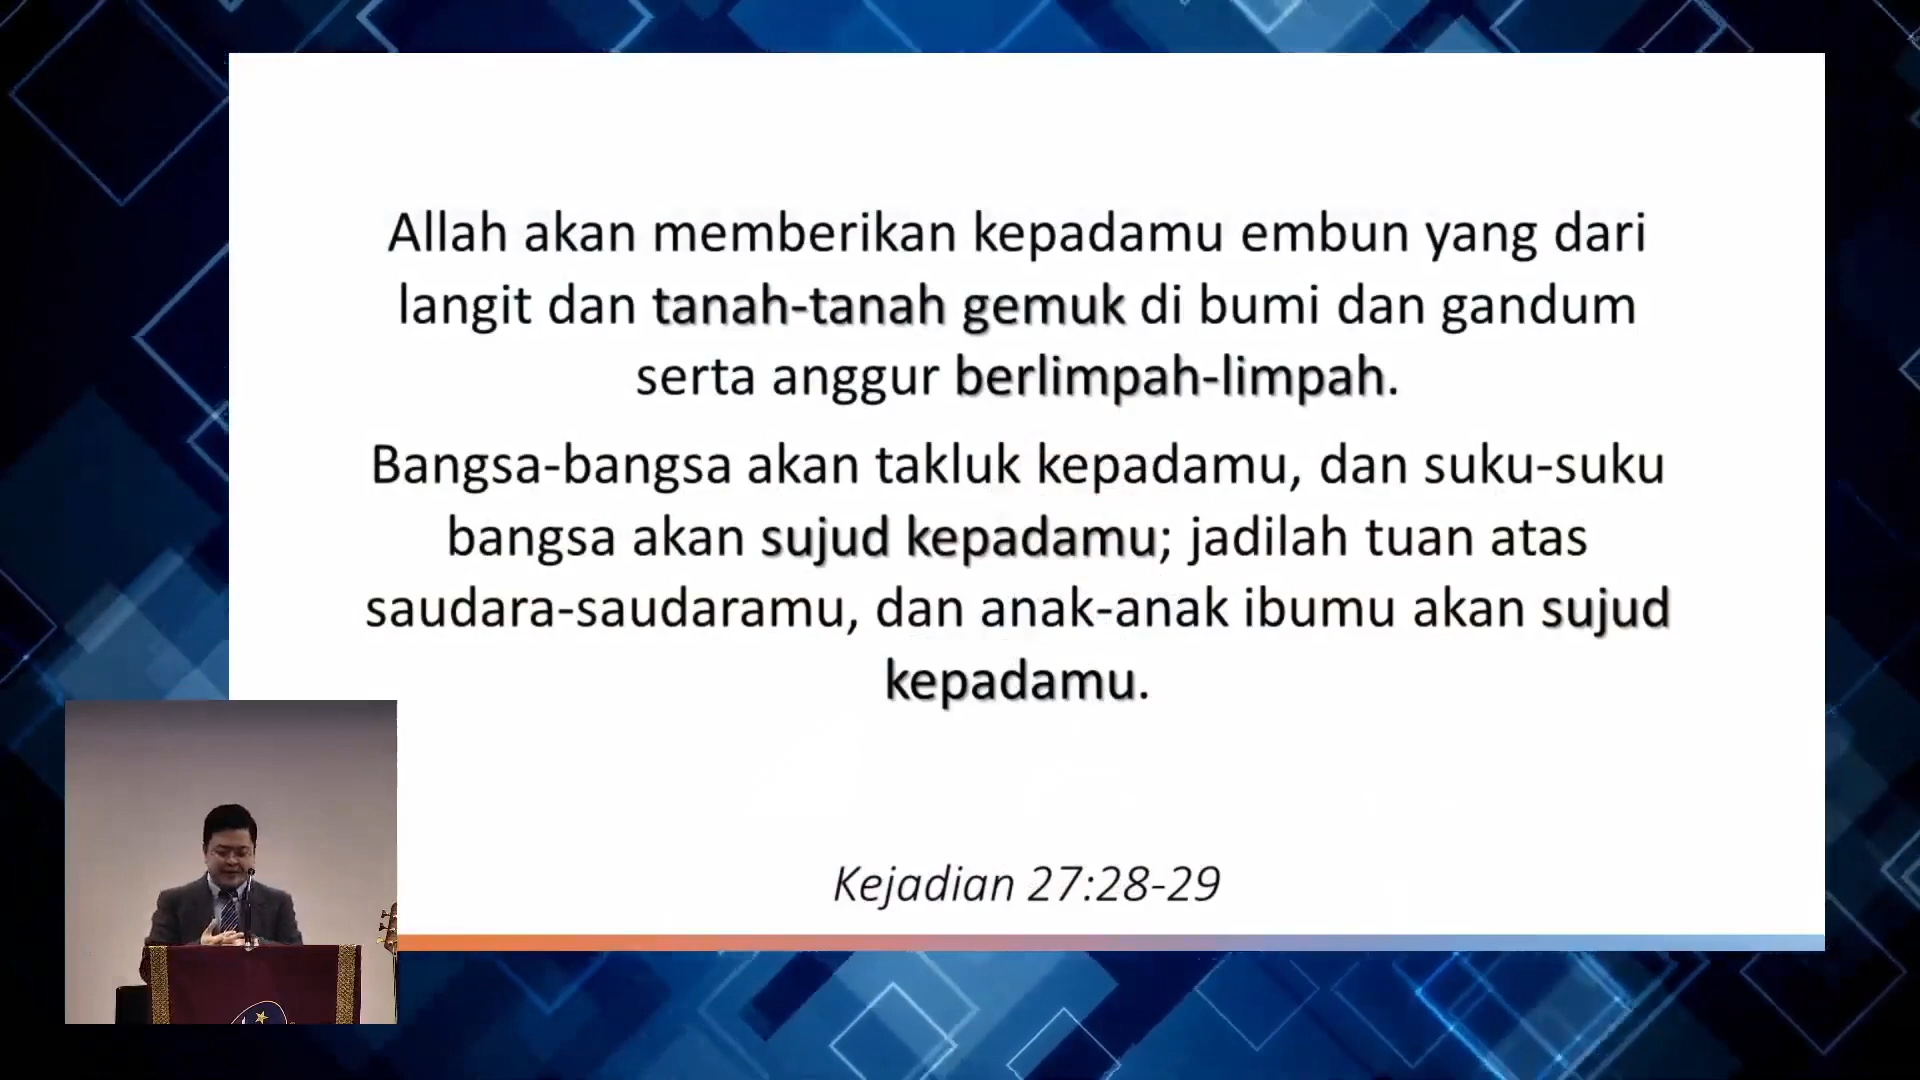 Allah akan memberikan kepadamu embun yang dari
langit dan tanah-tanah gemuk di bumi dan gandum
serta anggur berlimpah-limpah.
Bangsa-bangsa akan takluk kepadamu, dan suku-suku
bangsa akan sujud kepadamu; jadilah tuan atas
saudara-saudaramu, dan anak-anak ibumu akan sujud
kepadamu.
Kejadian 27:28-29